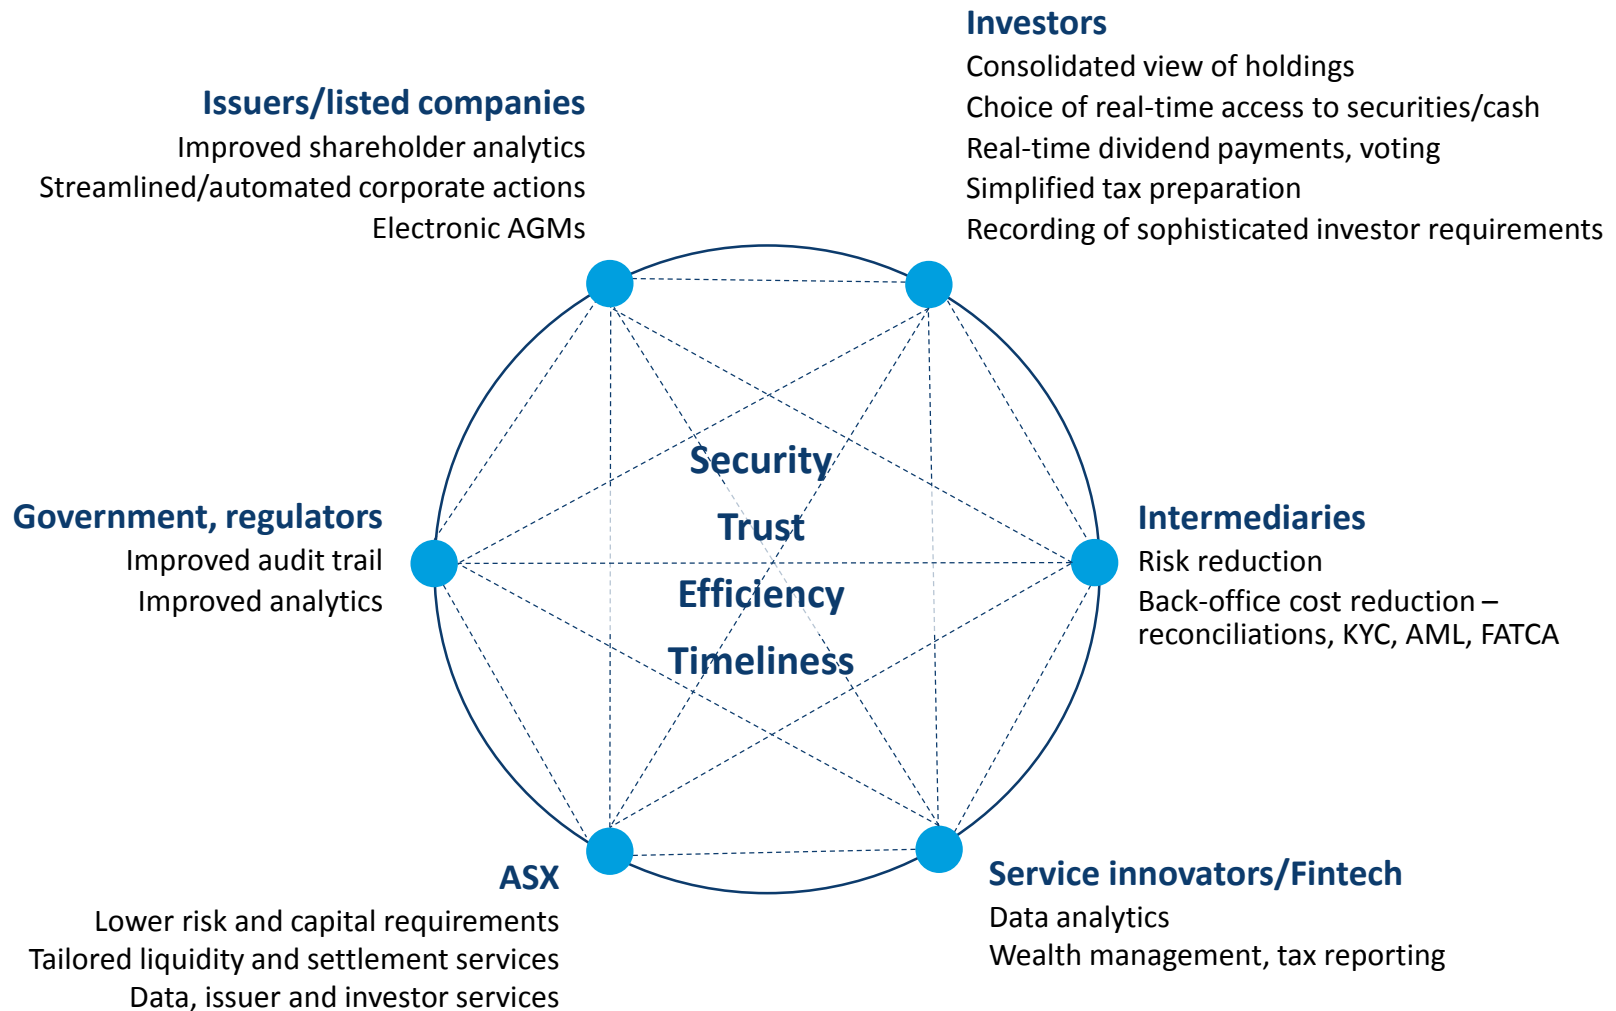 Investors
Consolidated view of holdings
Choice of real-time access to securities/cash
Real-time dividend payments, voting
Simplified tax preparation
Recording of sophisticated investor requirements
Issuers/listed companies
Improved shareholder analytics
Streamlined/automated corporate actions
Electronic AGMs
Security
Trust
Efficiency
Timeliness
Government, regulators
Improved audit trail
Improved analytics
Intermediaries
Risk reduction
Back-office cost reduction –
reconciliations, KYC, AML, FATCA
ASX
Lower risk and capital requirements
Tailored liquidity and settlement services
Data, issuer and investor services
Service innovators/Fintech
Data analytics
Wealth management, tax reporting